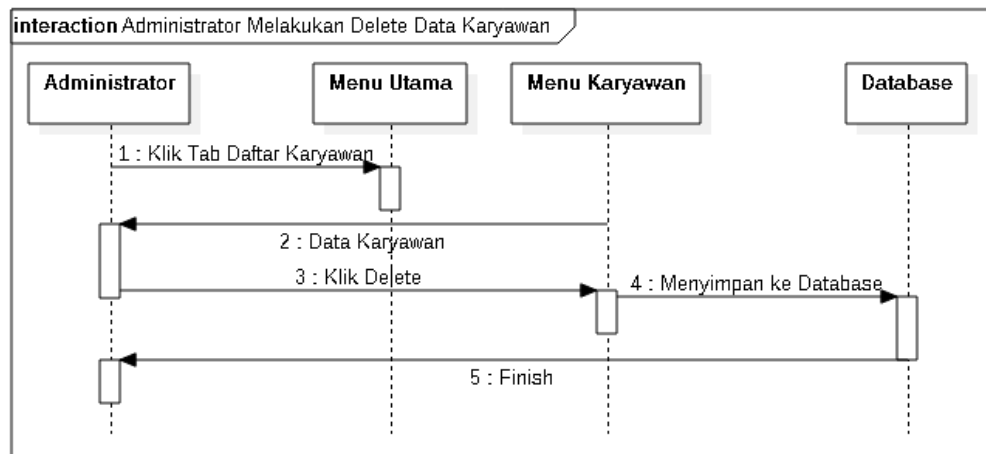 interaction Administrator Melakukan Delete Data Karyawan
Administrator
Menu Utama
Menu Karyawan
Database
1 : Klik Tab Daftar Karyawan
2 : Data Karyawan
3 : Klik Delete
4 : Menyimpan ke Database
5 : Finish